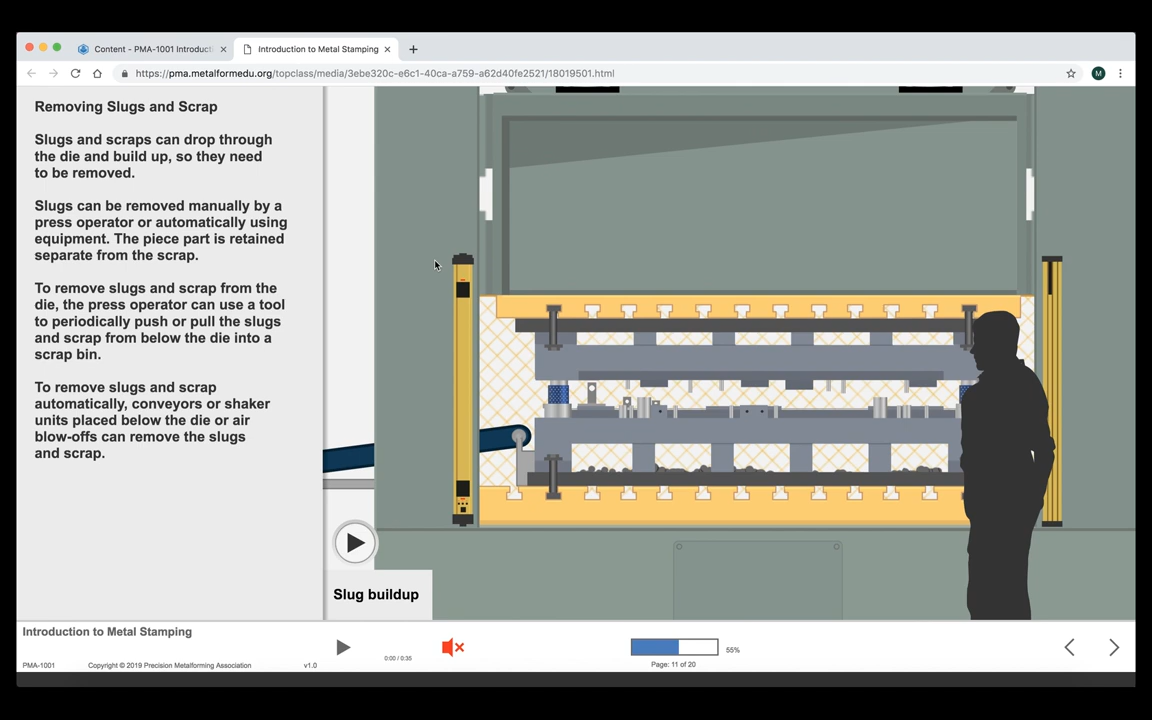 Content - PMA-1001 Introducti
Introduction to Metal Stamping
https://pma.metalformedu.org/topclass/media/3ebe320c-e6c1-40ca-a759-a62d40fe2521/18019501.html
M
Removing Slugs and Scrap
Slugs and scraps can drop through
the die and build up, so they need
to be removed.
Slugs can be removed manually by a
press operator or automatically using
equipment. The piece part is retained
separate from the scrap.
To remove slugs and scrap from the
die, the press operator can use a tool
to periodically push or pull the slugs
and scrap from below the die into a
scrap bin.
To remove slugs and scrap
automatically, conveyors or shaker
units placed below the die or air
blow-offs can remove the slugs
and scrap.
Slug buildup
Introduction to Metal Stamping
PMA-1001
Copyright © 2019 Precision Metalforming Association
v1.0
0:00 / 0:35
55%
Page: 11 of 20